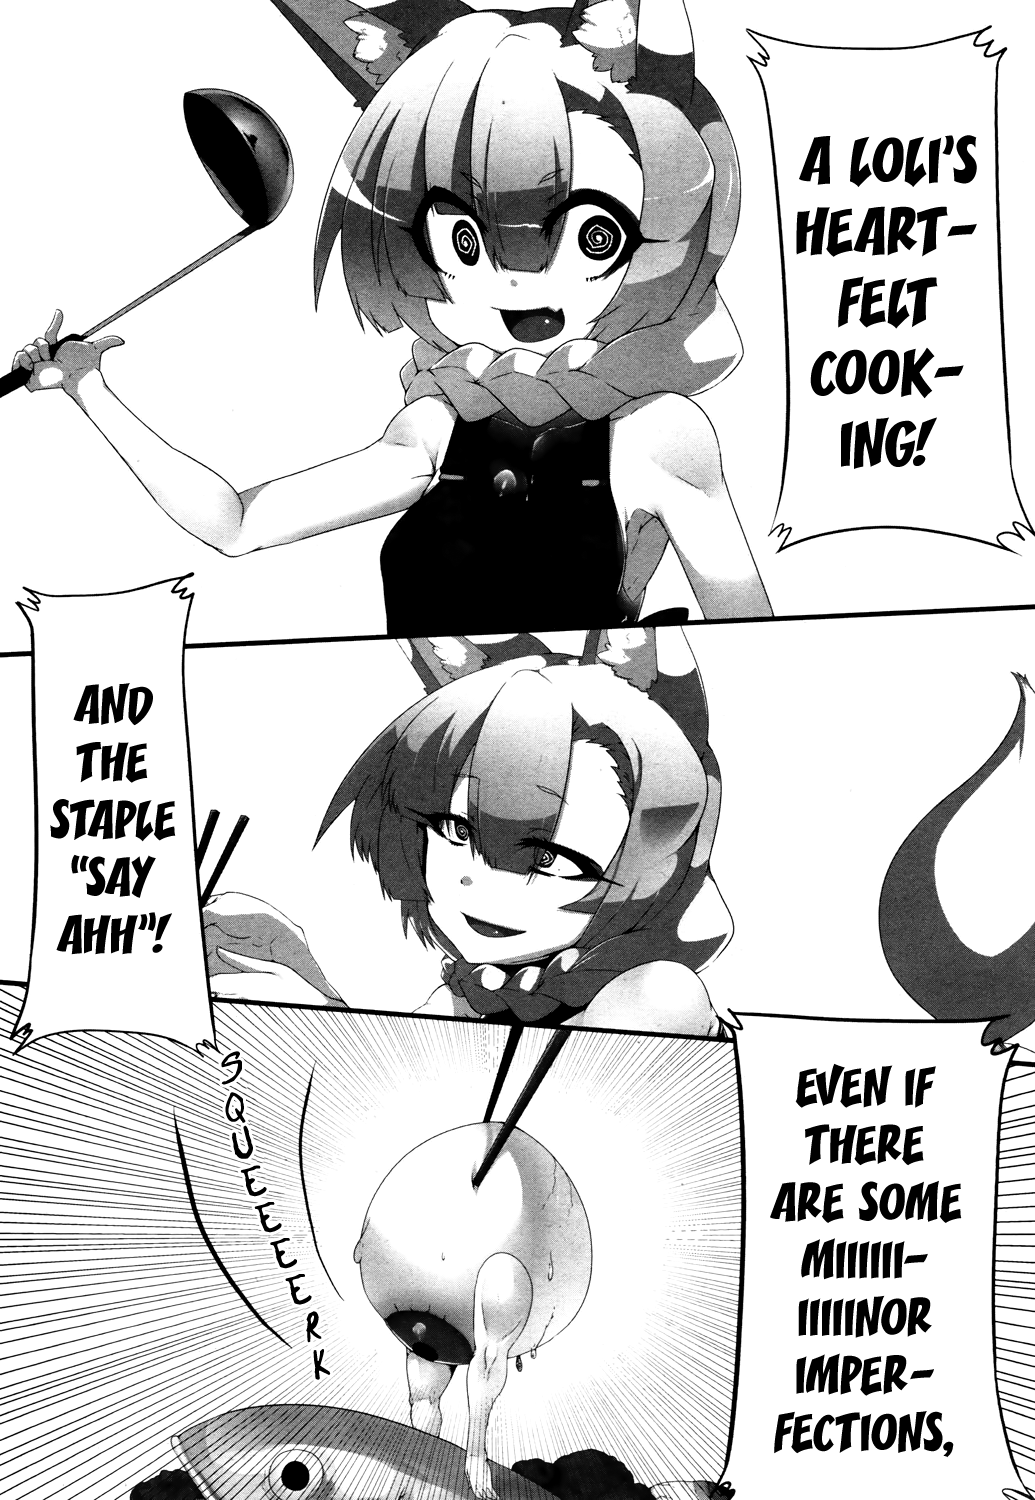 A LOLI'S
HEART-
FELT
COOK-
ING!
AND
THE
STAPLE
"SAY
AHH"!
SQUEEEEERK
EVEN IF
THERE
ARE SOME
MIIIIII-
IIIIINOR
IMPER-
FECTIONS,